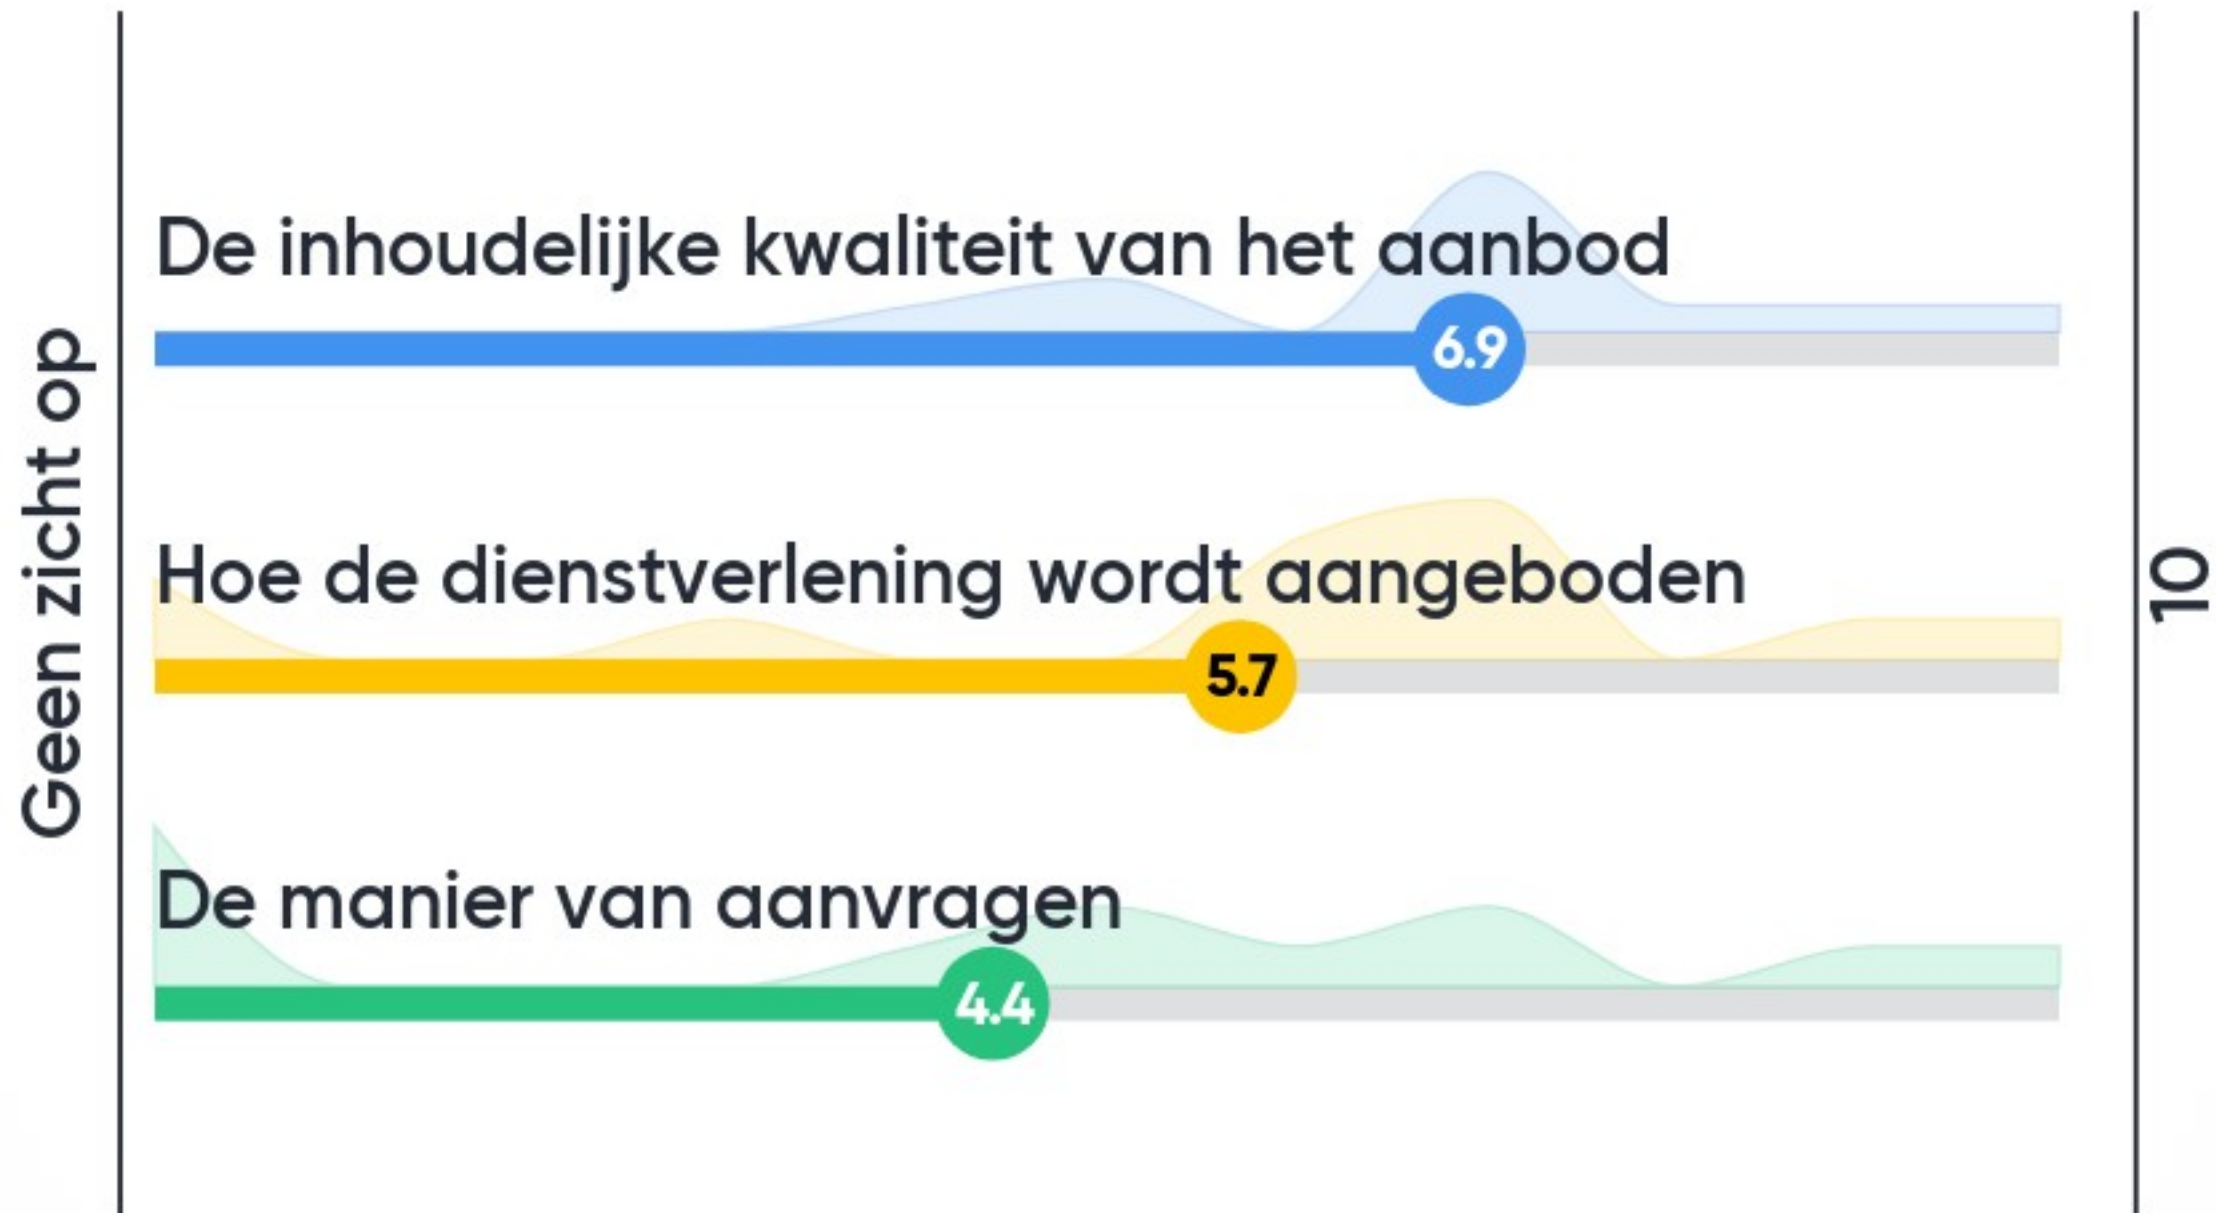 Geen zicht op
De inhoudelijke kwaliteit van het aanbod
6.9
Hoe de dienstverlening wordt aangeboden
5.7
De manier van aanvragen
4.4
10